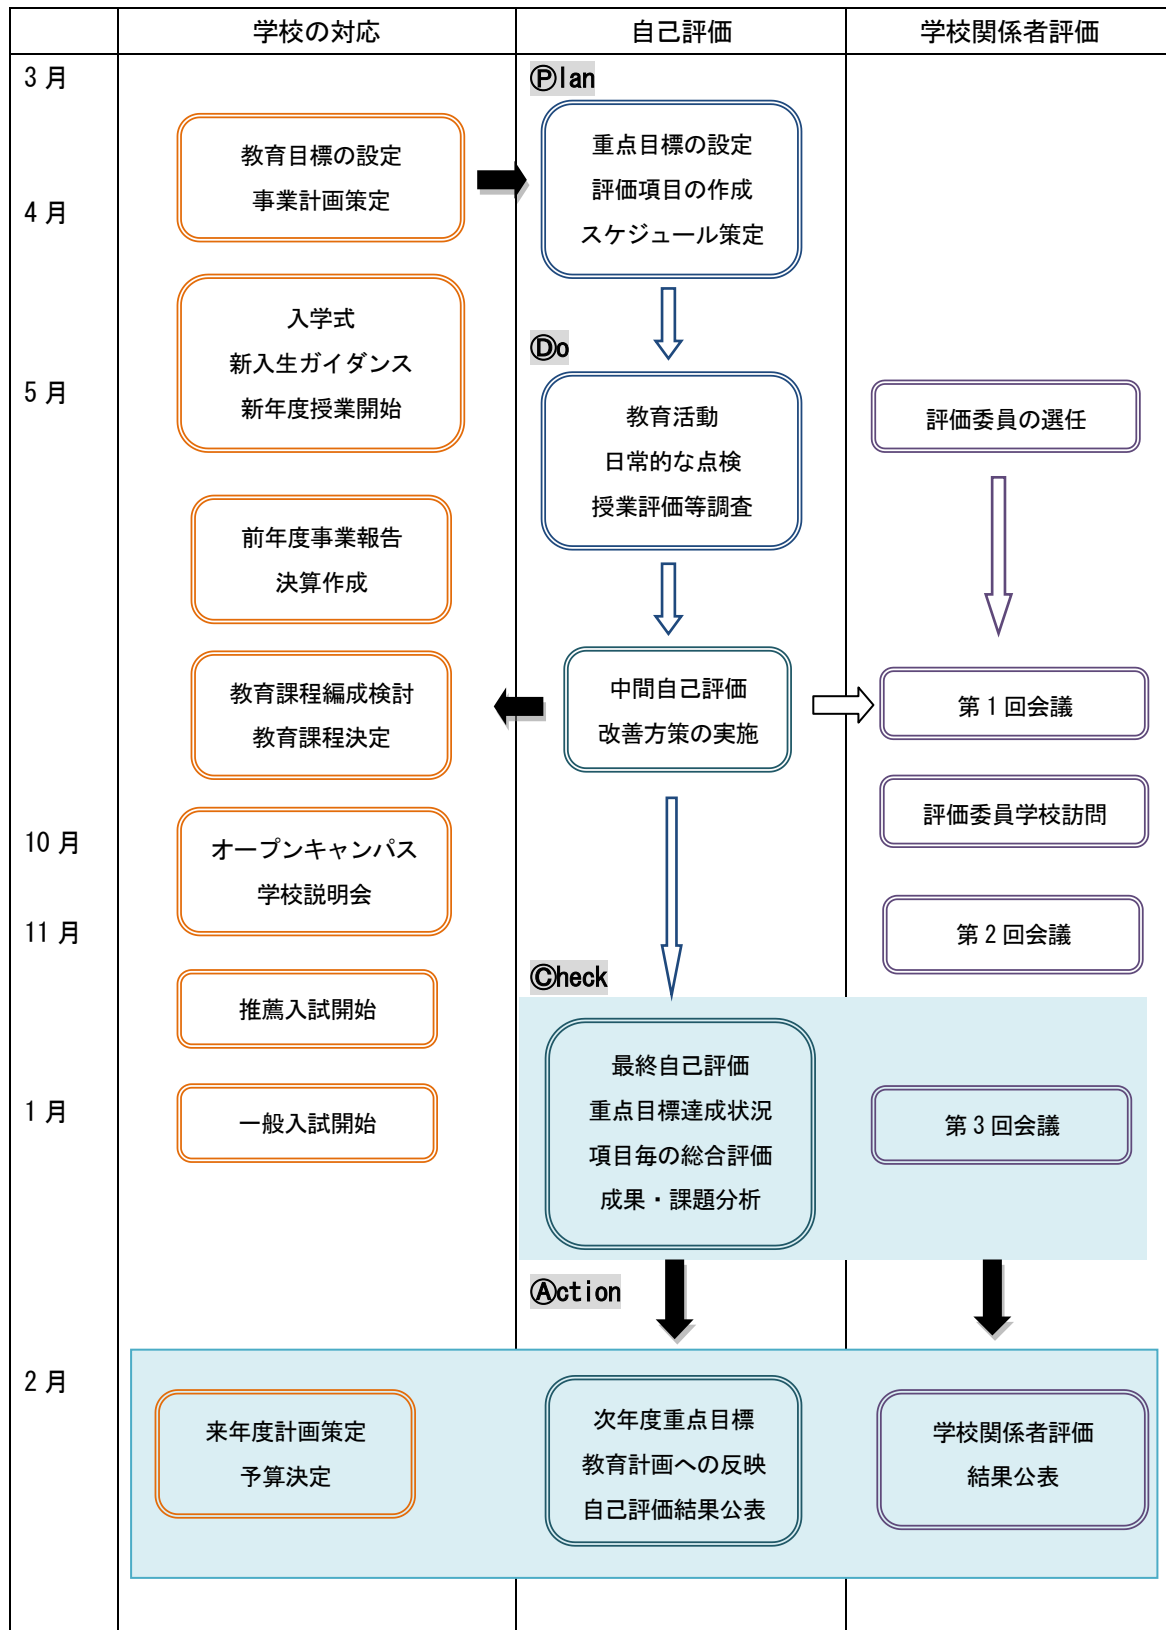 学校の対応
自己評価
学校関係者評価
3月
Ⓟlan
教育目標の設定
事業計画策定
重点目標の設定
評価項目の作成
スケジュール策定
4月
入学式
新入生ガイダンス
新年度授業開始
Ⓓo
5月
教育活動
日常的な点検
授業評価等調査
評価委員の選任
前年度事業報告
決算作成
教育課程編成検討
教育課程決定
中間自己評価
改善方策の実施
第1回会議
評価委員学校訪問
10月
オープンキャンパス
学校説明会
11月
第2回会議
Ⓒheck
推薦入試開始
最終自己評価
重点目標達成状況
項目毎の総合評価
成果・課題分析
1月
一般入試開始
第3回会議
Ⓐction
2月
来年度計画策定
予算決定
次年度重点目標
教育計画への反映
自己評価結果公表
学校関係者評価
結果公表